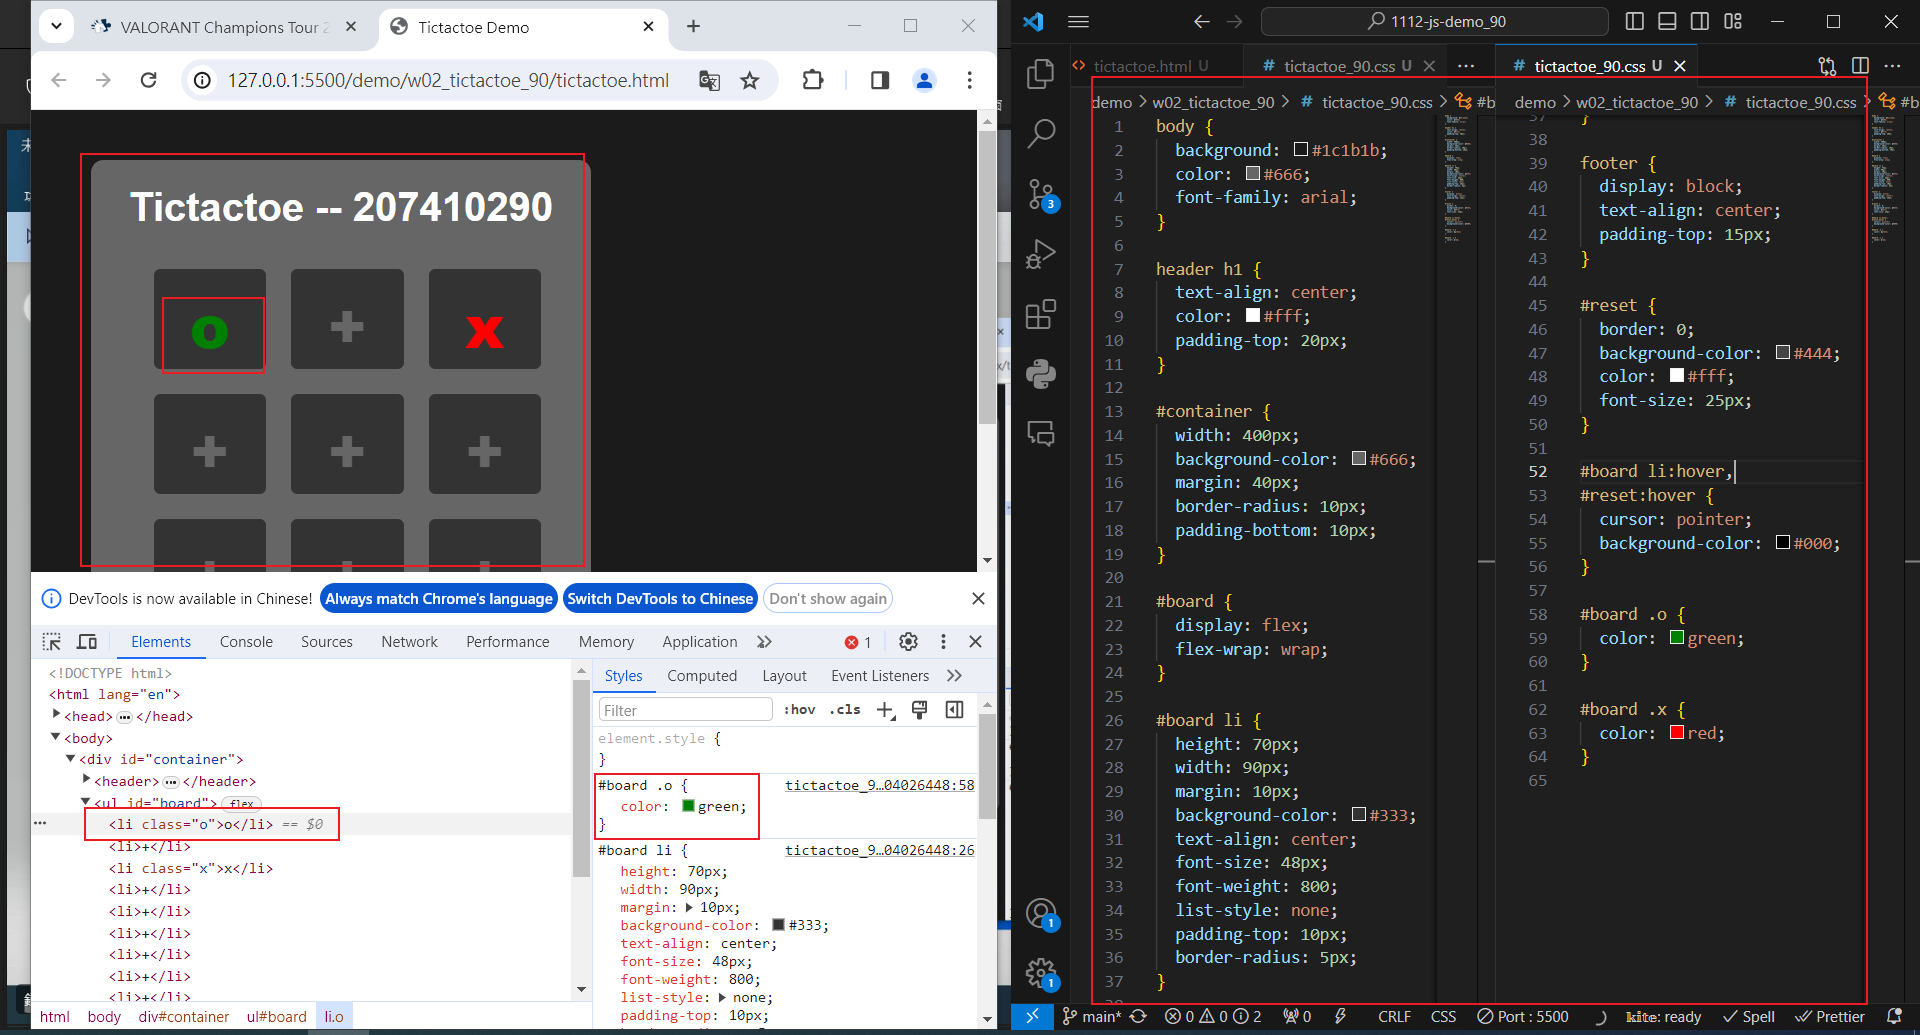 VALORANT Champions Tour 2
Tictactoe Demo
127.0.0.1:5500/demo/w02_tictactoe_90/tictactoe.html
Tictactoe -- 207410290
o + x
+ + +
+ + +
DevTools is now available in Chinese! Always match Chrome's language Switch DevTools to Chinese Don't show again
Elements Console Sources Network Performance Memory Application 1
<!DOCTYPE html>
<html lang="en">
<head> ••• </head>
<body>
<div id="container">
<header> ••• </header>
<ul id="board"> flex
<li class="o">o</li> == $0
<li>+</li>
<li class="x">x</li>
<li>+</li>
<li>+</li>
<li>+</li>
<li>+</li>
<li>+</li>
<li>+</li>
html body div#container ul#board li.o
Styles Computed Layout Event Listeners
Filter :hov .cls
element.style {
}
#board .o { tictactoe_9…04026448:58
color: green;
}
#board li { tictactoe_9…04026448:26
height: 70px;
width: 90px;
margin: 10px;
background-color: #333;
text-align: center;
font-size: 48px;
font-weight: 800;
list-style: none;
padding-top: 10px;
1112-js-demo_90
tictactoe.html U
# tictactoe_90.css U
# tictactoe_90.css U
demo > w02_tictactoe_90 > # tictactoe_90.css > #b
1 body {
2 background: #1c1b1b;
3 color: #666;
4 font-family: arial;
5 }
6
7 header h1 {
8 text-align: center;
9 color: #fff;
10 padding-top: 20px;
11 }
12
13 #container {
14 width: 400px;
15 background-color: #666;
16 margin: 40px;
17 border-radius: 10px;
18 padding-bottom: 10px;
19 }
20
21 #board {
22 display: flex;
23 flex-wrap: wrap;
24 }
25
26 #board li {
27 height: 70px;
28 width: 90px;
29 margin: 10px;
30 background-color: #333;
31 text-align: center;
32 font-size: 48px;
33 font-weight: 800;
34 list-style: none;
35 padding-top: 10px;
36 border-radius: 5px;
37 }
demo > w02_tictactoe_90 > # tictactoe_90.css > #b
37 }
38
39 footer {
40 display: block;
41 text-align: center;
42 padding-top: 15px;
43 }
44
45 #reset {
46 border: 0;
47 background-color: #444;
48 color: #fff;
49 font-size: 25px;
50 }
51
52 #board li:hover,
53 #reset:hover {
54 cursor: pointer;
55 background-color: #000;
56 }
57
58 #board .o {
59 color: green;
60 }
61
62 #board .x {
63 color: red;
64 }
65
3
1
1
main* 0 0 2 0 CRLF CSS Port : 5500 kite: ready Spell Prettier